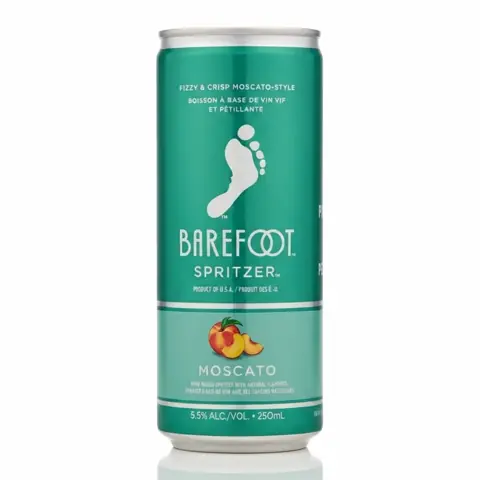 FIZZY & CRISP MOSCATO-STYLE
BOISSON À BASE DE VIN VIF
ET PÉTILLANTE
TM
BAREFOOT
SPRITZER
PRODUCT OF U.S.A. / PRODUIT DES É.-U.
MOSCATO
5.5% ALC./VOL. • 250mL